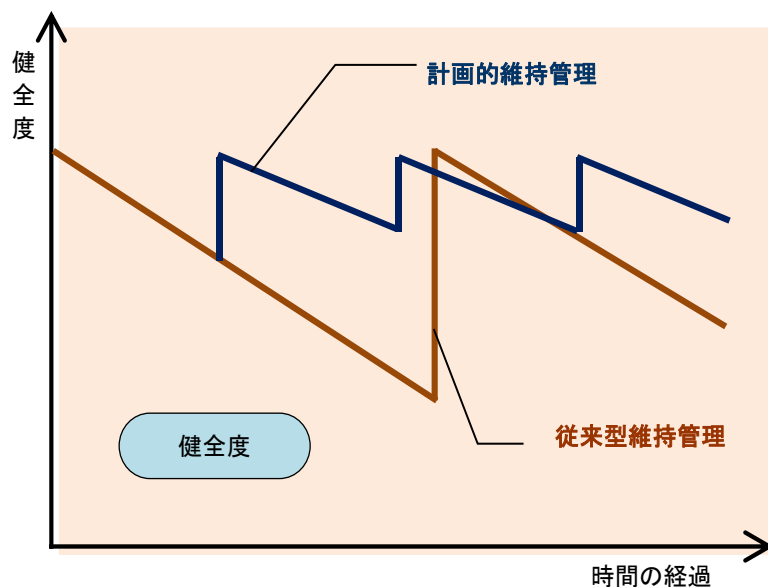 健全度
計画的維持管理
健全度
従来型維持管理
時間の経過